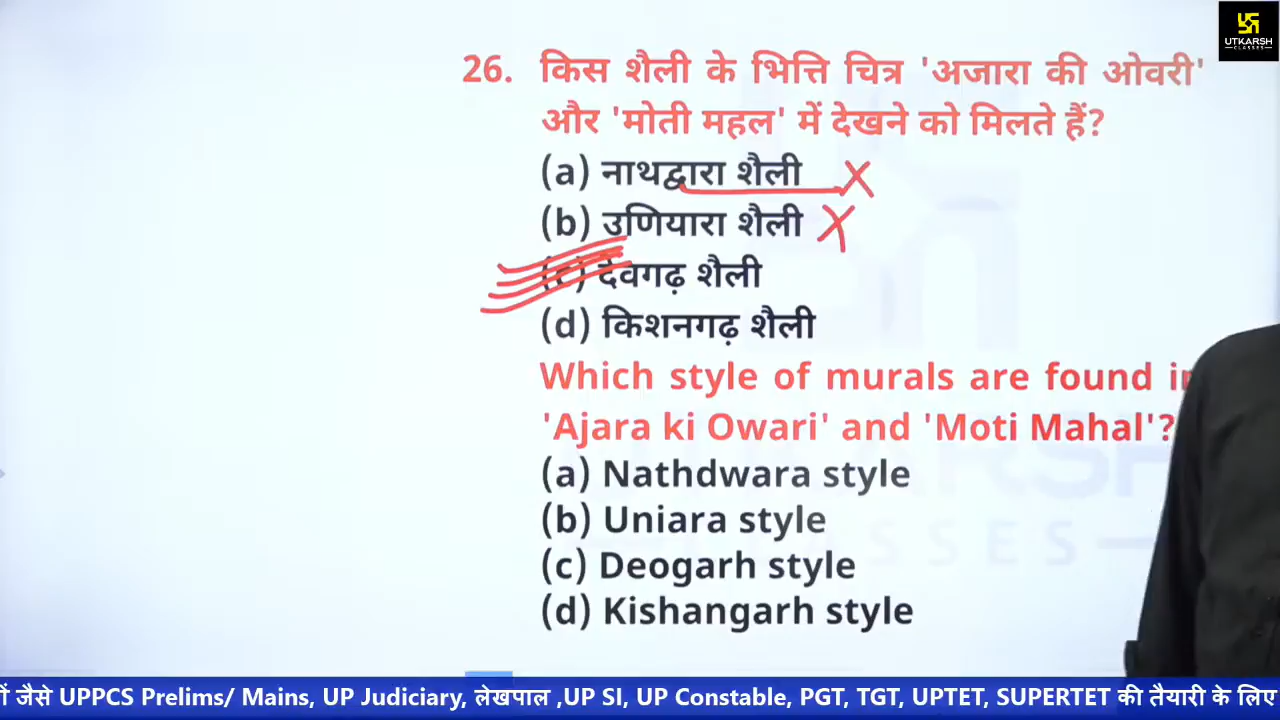 UTKARSH
CLASSES
26. किस शैली के भित्ति चित्र 'अजारा की ओवरी'
और 'मोती महल' में देखने को मिलते हैं?
(a) नाथद्वारा शैली
(b) उणियारा शैली
(c) देवगढ़ शैली
(d) किशनगढ़ शैली
Which style of murals are found in
'Ajara ki Owari' and 'Moti Mahal'?
(a) Nathdwara style
(b) Uniara style
(c) Deogarh style
(d) Kishangarh style
जैसे UPPCS Prelims/ Mains, UP Judiciary, लेखपाल ,UP SI, UP Constable, PGT, TGT, UPTET, SUPERTET की तैयारी के लिए